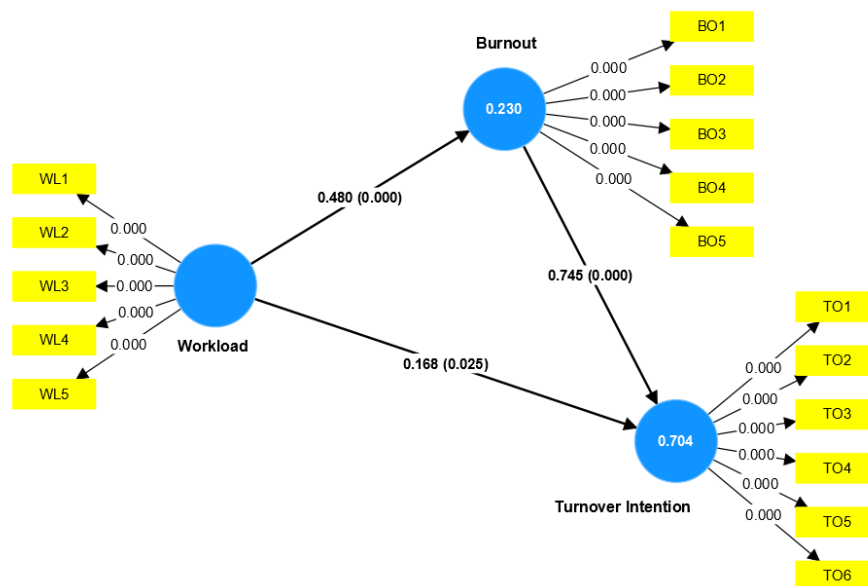 Burnout
0.230
BO1
BO2
BO3
BO4
BO5
0.000
0.000
0.000
0.000
0.000
WL1
WL2
WL3
WL4
WL5
0.000
0.000
0.000
0.000
0.000
Workload
0.480 (0.000)
0.745 (0.000)
0.168 (0.025)
0.704
Turnover Intention
TO1
TO2
TO3
TO4
TO5
TO6
0.000
0.000
0.000
0.000
0.000
0.000